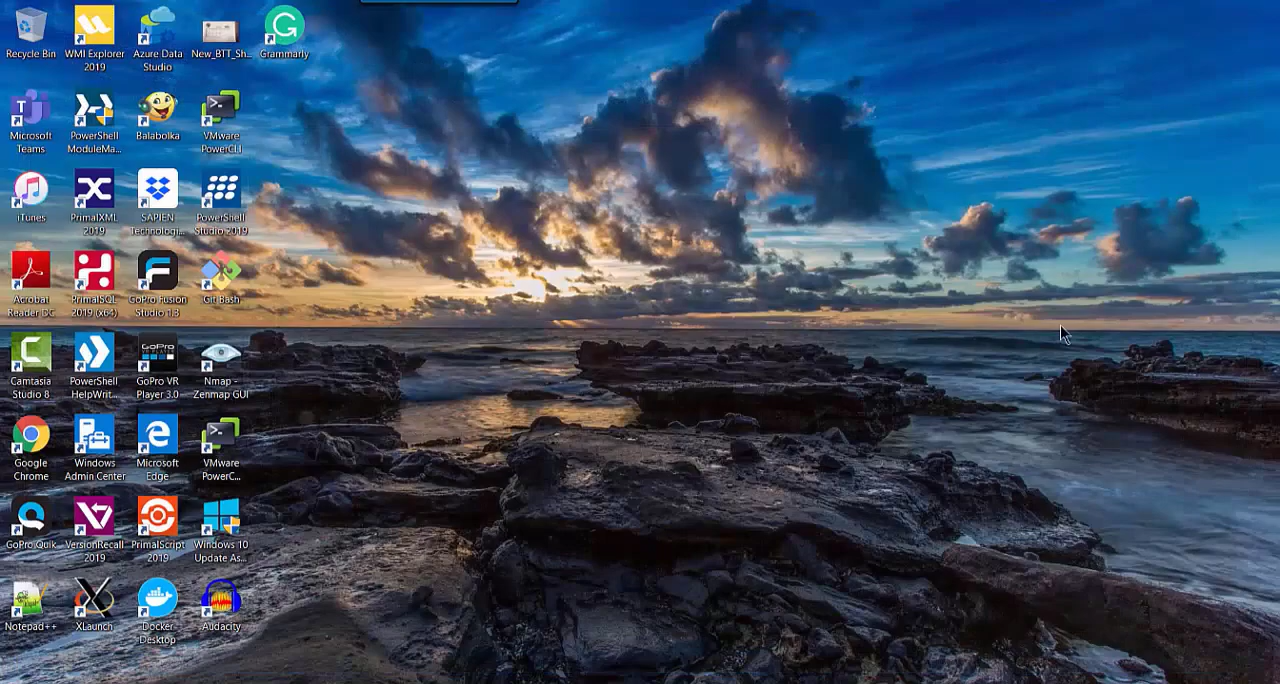 Recycle Bin
WMI Explorer
2019
Azure Data
Studio
New_BTT_Sh...
Grammarly
Microsoft
Teams
PowerShell
ModuleMa...
Balabolka
VMware
PowerCLI
iTunes
PrimalXML
2019
SAPIEN
Technologi...
PowerShell
Studio 2019
Acrobat
Reader DC
PrimalSQL
2019 (x64)
GoPro Fusion
Studio 1.3
Git Bash
Camtasia
Studio 8
PowerShell
HelpWrit...
GoPro
VR PLAYER
GoPro VR
Player 3.0
Nmap -
Zenmap GUI
Google
Chrome
Windows
Admin Center
Microsoft
Edge
VMware
PowerC...
GoPro Quik
VersionRecall
2019
PrimalScript
2019
Windows 10
Update As...
Notepad++
XLaunch
Docker
Desktop
Audacity